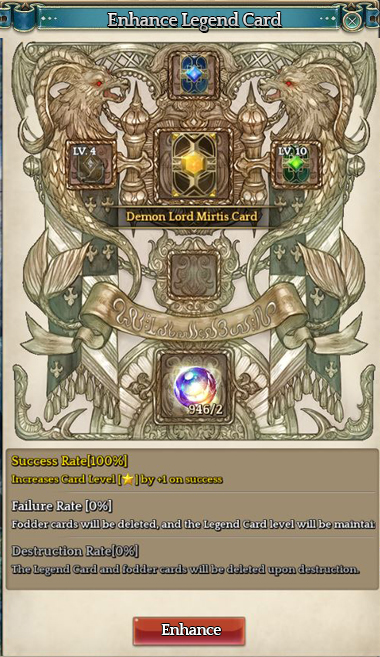 Enhance Legend Card
LV. 4
LV. 10
Demon Lord Mirtis Card
946/2
Success Rate[100%]
Increases Card Level [⭐] by +1 on success
Failure Rate [0%]
Fodder cards will be deleted, and the Legend Card level will be maintai
Destruction Rate[0%]
The Legend Card and fodder cards will be deleted upon destruction.
Enhance